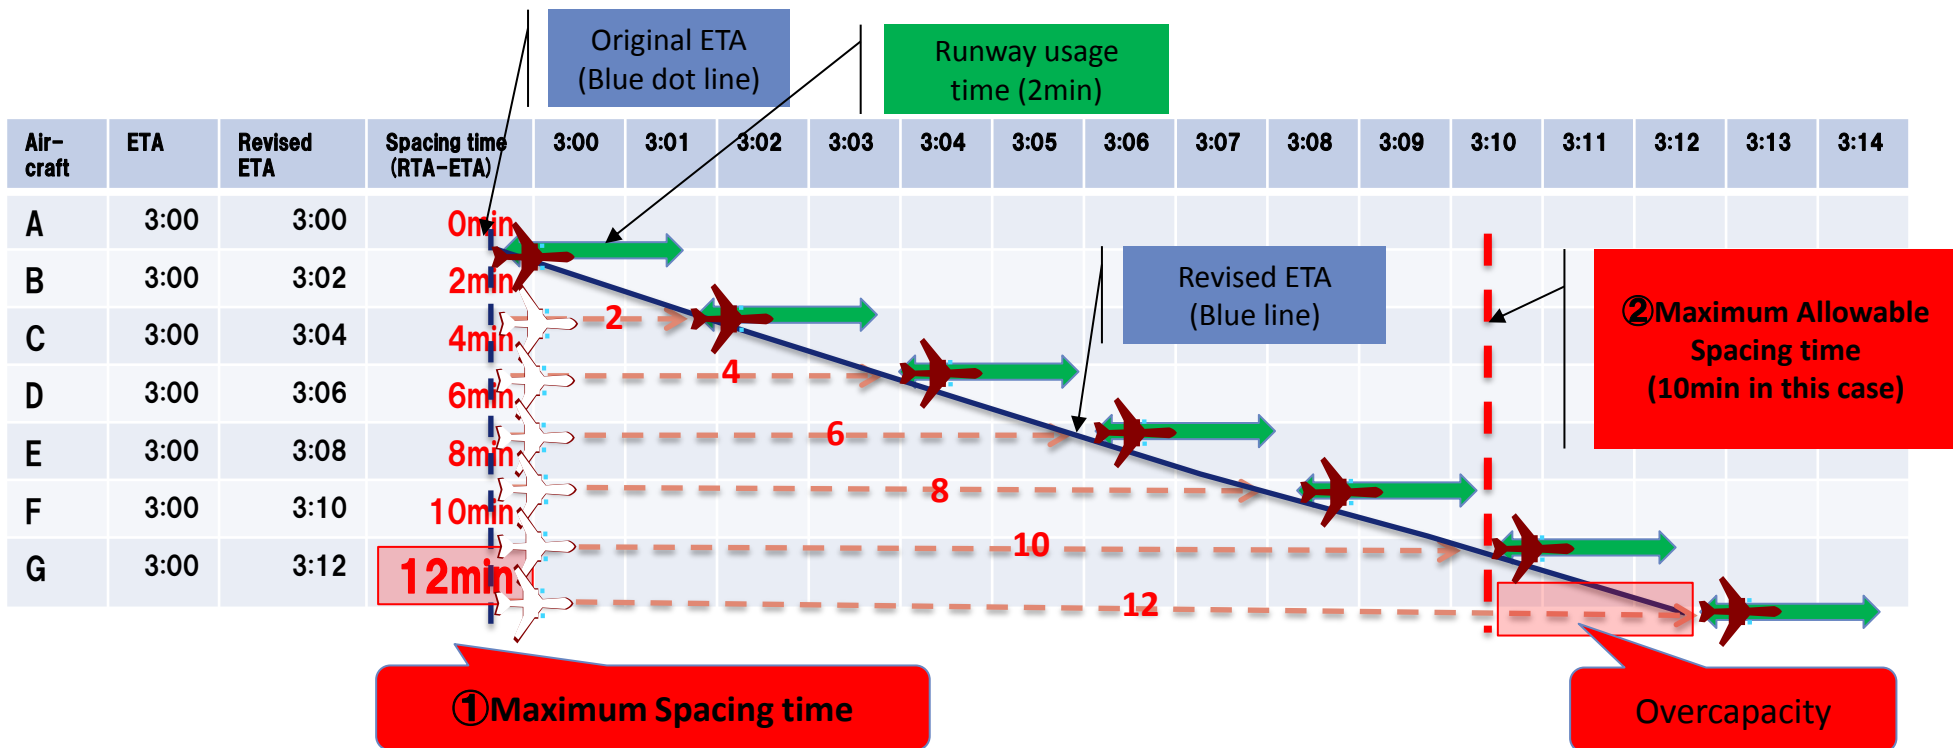 Original ETA
(Blue dot line)
Runway usage
time (2min)
Air-
craft
ETA
Revised
ETA
Spacing time
(RTA-ETA)
3:00
3:01
3:02
3:03
3:04
3:05
3:06
3:07
3:08
3:09
3:10
3:11
3:12
3:13
3:14
A
3:00
3:00
0min
B
3:00
3:02
2min
C
3:00
3:04
4min
D
3:00
3:06
6min
E
3:00
3:08
8min
F
3:00
3:10
10min
G
3:00
3:12
12min
2
4
6
8
10
12
Revised ETA
(Blue line)
②Maximum Allowable
Spacing time
(10min in this case)
①Maximum Spacing time
Overcapacity